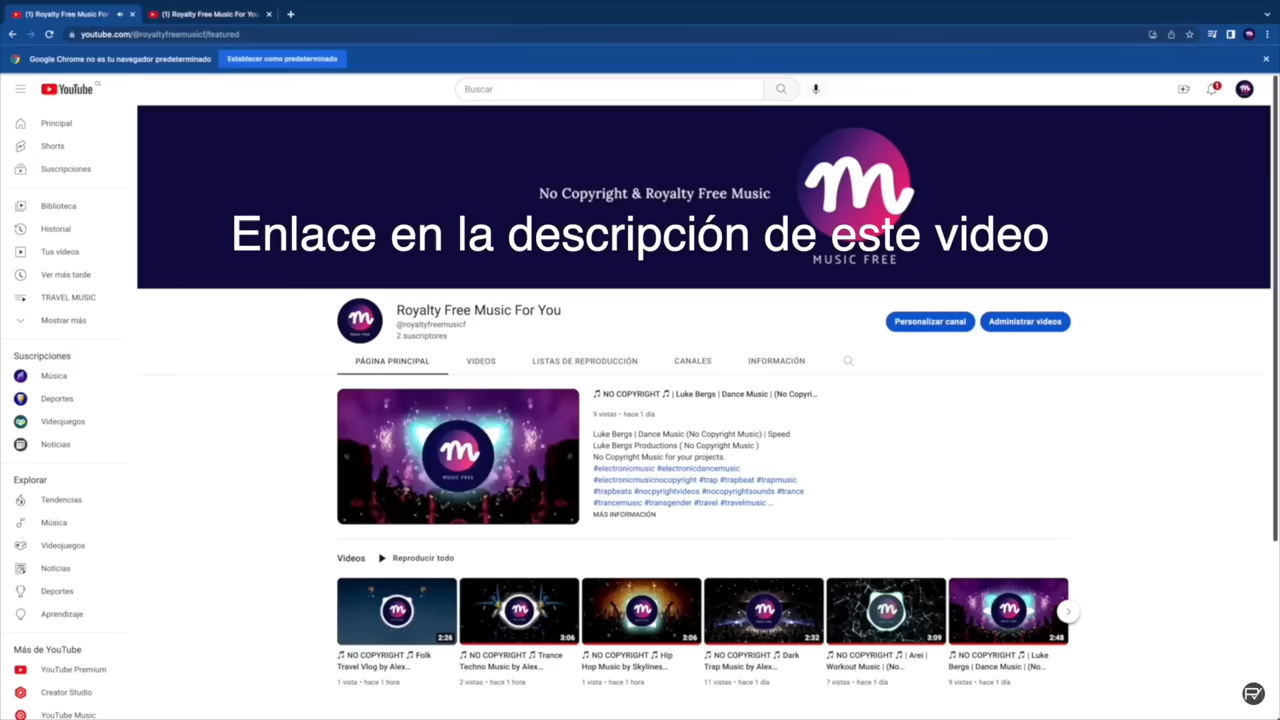 (1) Royalty Free Music For
(1) Royalty Free Music For You
youtube.com/@royaltyfreemusicf/featured
Google Chrome no es tu navegador predeterminado
Establecer como predeterminado
YouTube CL
Buscar
Principal
Shorts
Suscripciones
Biblioteca
Historial
Tus videos
Ver más tarde
TRAVEL MUSIC
Mostrar más
Suscripciones
Música
Deportes
Videojuegos
Noticias
Explorar
Tendencias
Música
Videojuegos
Noticias
Deportes
Aprendizaje
Más de YouTube
YouTube Premium
Creator Studio
YouTube Music
No Copyright & Royalty Free Music
m
Enlace en la descripción de este video
MUSIC FREE
Royalty Free Music For You
@royaltyfreemusicf
2 suscriptores
Personalizar canal
Administrar videos
PÁGINA PRINCIPAL
VIDEOS
LISTAS DE REPRODUCCIÓN
CANALES
INFORMACIÓN
m
MUSIC FREE
🎵 NO COPYRIGHT 🎵 | Luke Bergs | Dance Music | (No Copyri...
9 vistas • hace 1 día
Luke Bergs | Dance Music (No Copyright Music) | Speed
Luke Bergs Productions ( No Copyright Music )
No Copyright Music for your projects.
#electronicmusic #electronicdancemusic
#electronicmusicnocopyright #trap #trapbeat #trapmusic
#trapbeats #nocpyrightvideos #nocopyrightsounds #trance
#trancemusic #transgender #travel #travelmusic ...
MÁS INFORMACIÓN
Videos
Reproducir todo
2:26
3:06
3:06
2:32
3:09
2:48
🎵 NO COPYRIGHT 🎵 | Folk
Travel Vlog by Alex...
1 vista • hace 1 hora
🎵 NO COPYRIGHT 🎵 | Trance
Techno Music by Alex...
2 vistas • hace 1 hora
🎵 NO COPYRIGHT 🎵 | Hip
Hop Music by Skylines...
1 vista • hace 1 hora
🎵 NO COPYRIGHT 🎵 | Dark
Trap Music by Alex...
11 vistas • hace 1 día
🎵 NO COPYRIGHT 🎵 | Arei |
Workout Music | (No...
7 vistas • hace 1 día
🎵 NO COPYRIGHT 🎵 | Luke
Bergs | Dance Music | (No...
9 vistas • hace 1 día